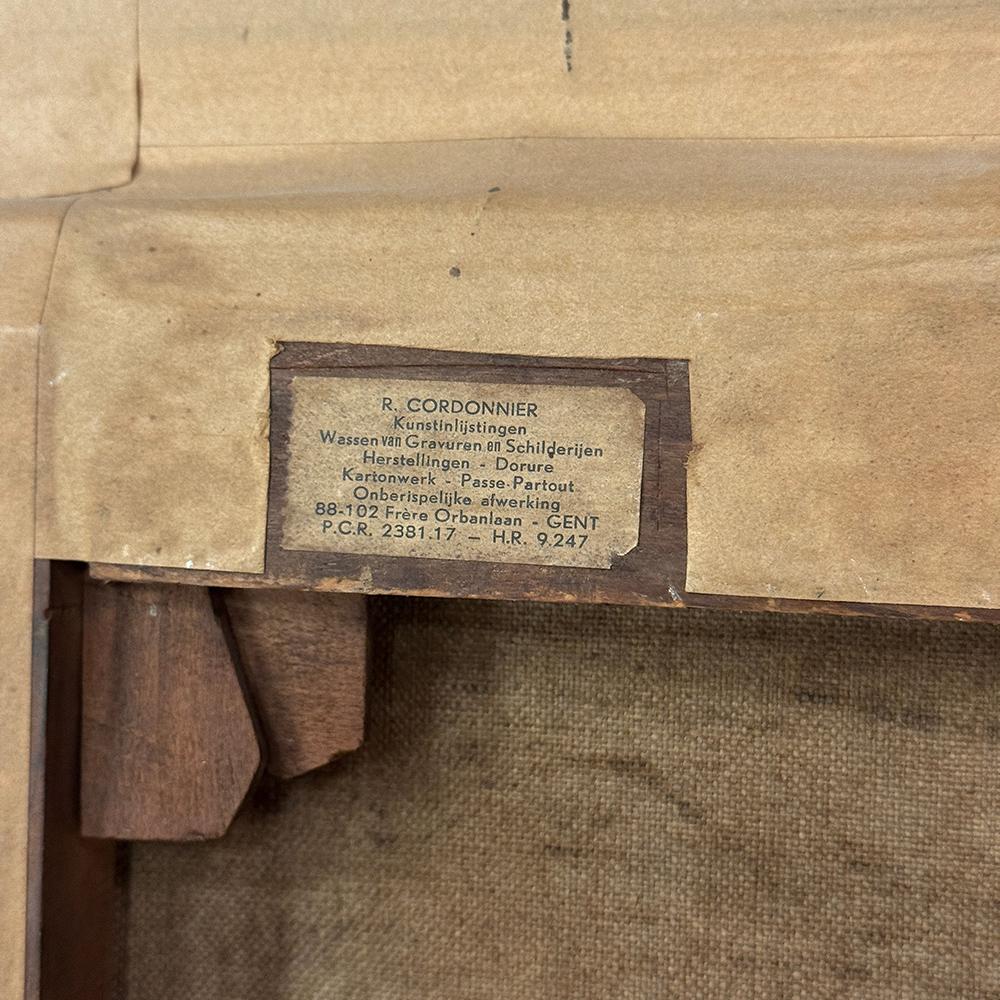 R. CORDONNIER
Kunstinlijstingen
Wassen van Gravuren en Schilderijen
Herstellingen - Dorure
Kartonwerk - Passe-Partout
Onberispelijke afwerking
88-102 Frère Orbanlaan - GENT
P.C.R. 2381.17 — H.R. 9.247